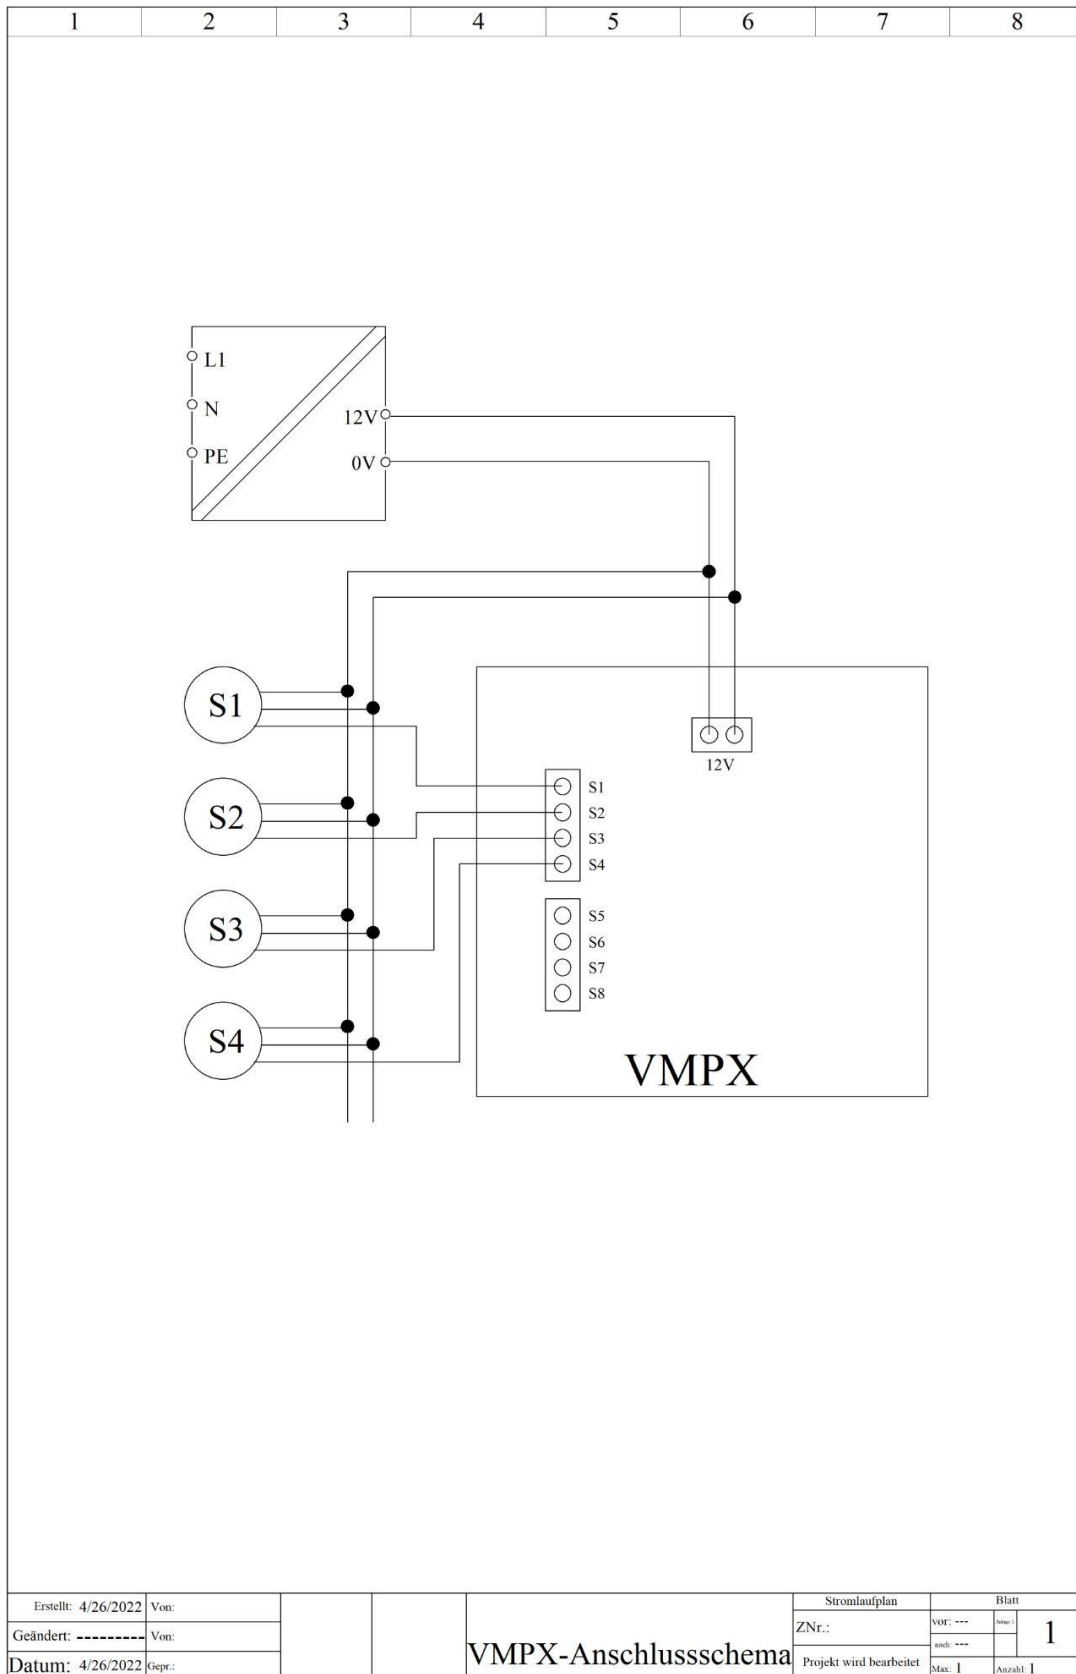 1 2 3 4 5 6 7 8
L1
N
PE
12V
0V
S1
S2
S3
S4
12V
S1
S2
S3
S4
S5
S6
S7
S8
VMPX
Erstellt: 4/26/2022 Von:
Geändert: --------- Von:
Datum: 4/26/2022 Gepr.:
VMPX-Anschlussschema
Stromlaufplan
ZNr.:
Projekt wird bearbeitet
Blatt
vor: ---
nach: ---
1
Max: 1 Anzahl: 1